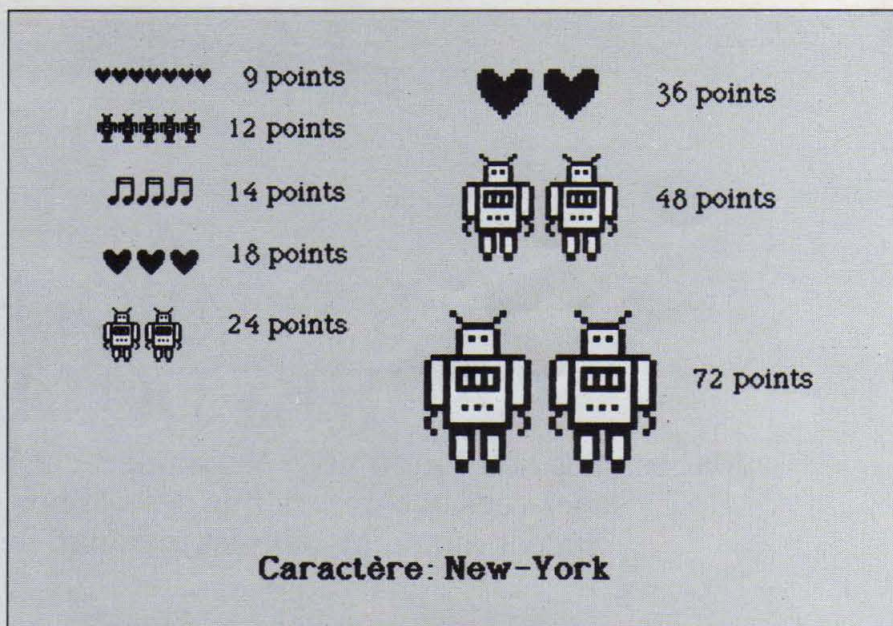 9 points
12 points
14 points
18 points
24 points
36 points
48 points
72 points
Caractère: New-York